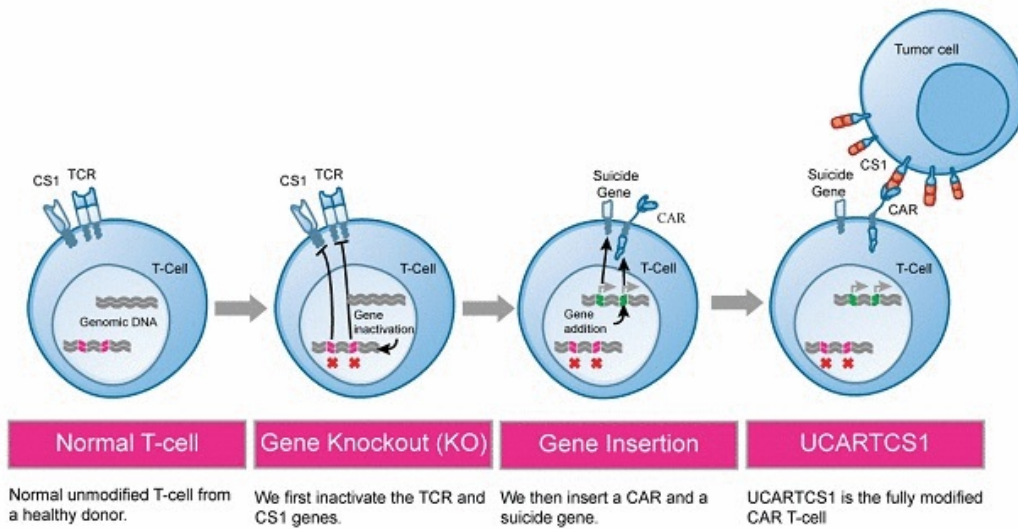 Tumor cell
CS1
TCR
CS1
TCR
Suicide
Gene
CAR
CS1
Suicide
Gene
CAR
T-Cell
Genomic DNA
T-Cell
Gene
inactivation
T-Cell
Gene
addition
T-Cell
Normal T-cell
Gene Knockout (KO)
Gene Insertion
UCARTCS1
Normal unmodified T-cell from
a healthy donor.
We first inactivate the TCR and
CS1 genes.
We then insert a CAR and a
suicide gene.
UCARTCS1 is the fully modified
CAR T-cell